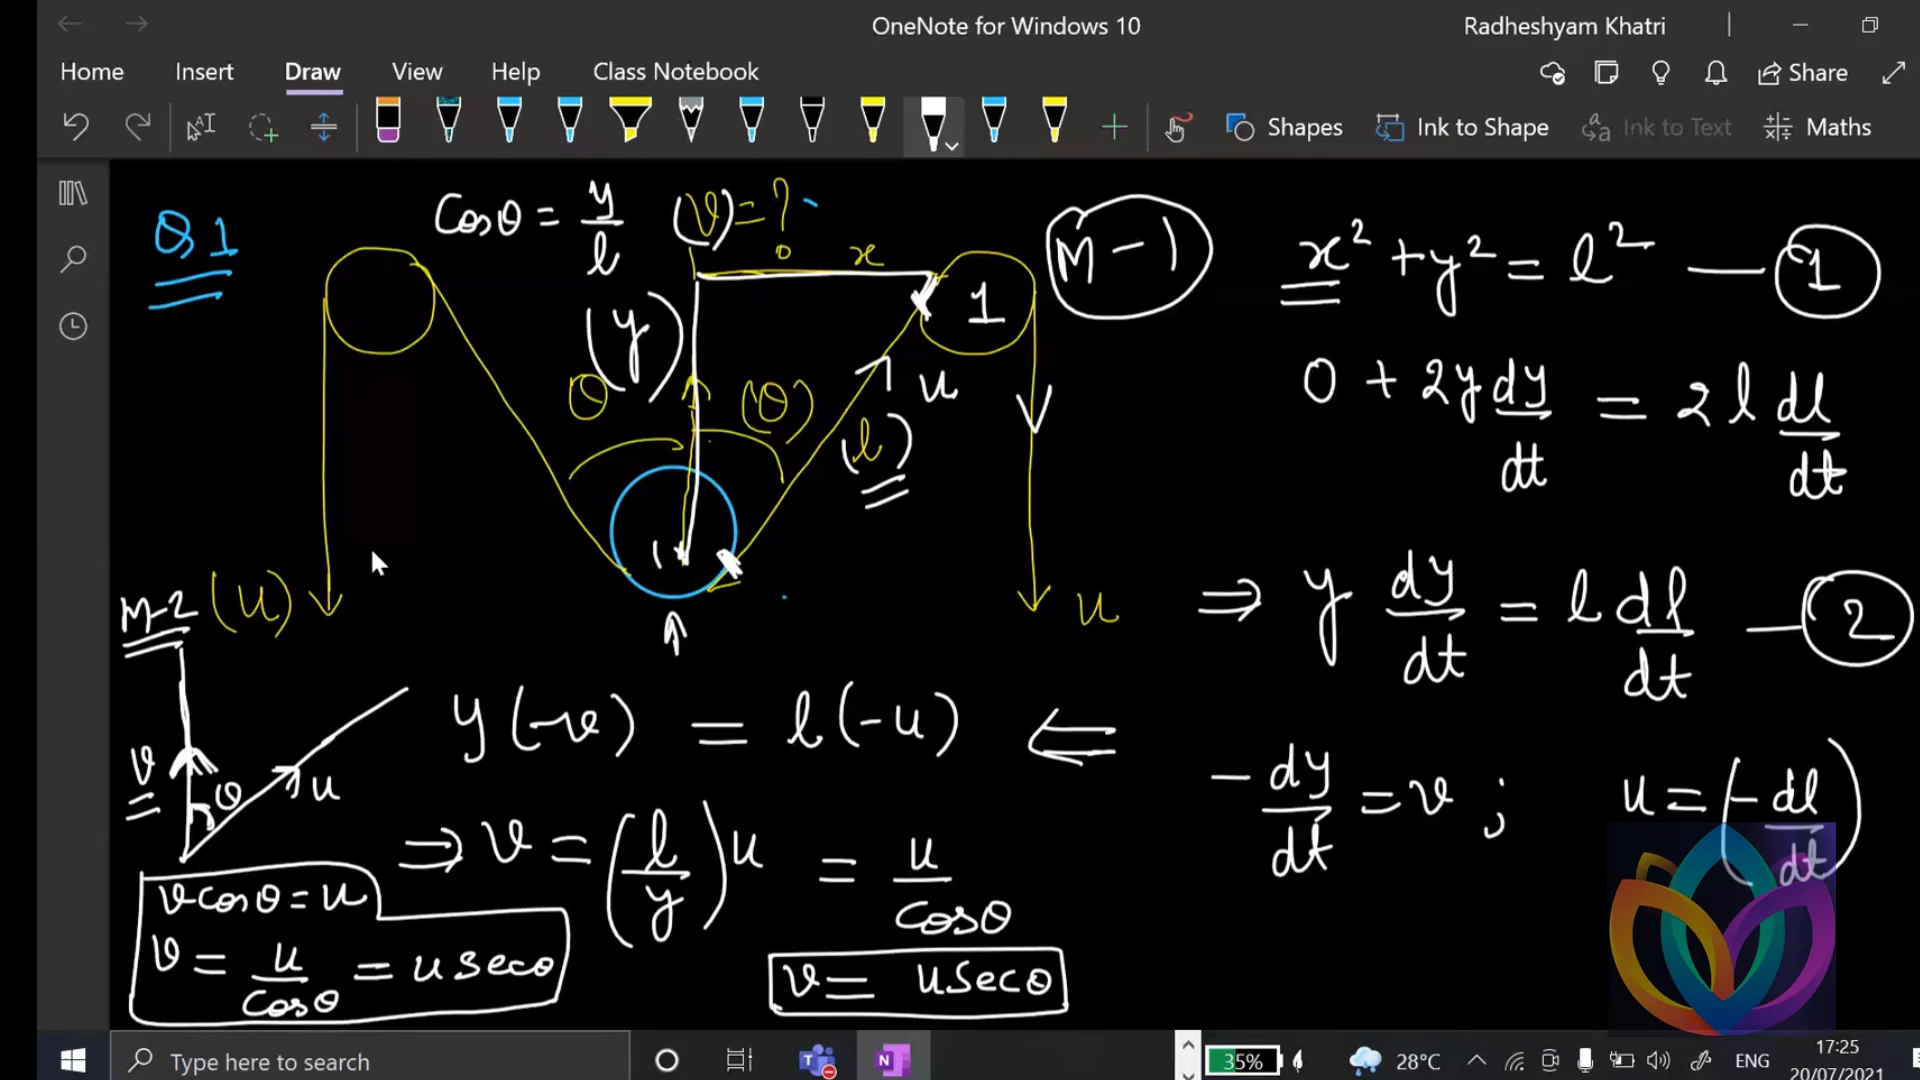 OneNote for Windows 10
Radheshyam Khatri
Home Insert Draw View Help Class Notebook
Share
Shapes Ink to Shape Ink to Text Maths
Q.1
Cosθ = y/l
(v) = ?
M-1
x² + y² = l² — 1
0 + 2y dy/dt = 2l dl/dt
⇒ y dy/dt = l dl/dt — 2
- dy/dt = v ; u = (- dl/dt)
x
1
(y)
θ
(θ)
u
(l)
(u)
u
y(-v) = l(-u) ⇐
⇒ v = (l/y) u = u/cosθ
v = u secθ
M-2
v
θ
u
v cosθ = u
v = u/cosθ = u secθ
Type here to search
35%
28°C
ENG
17:25
20/07/2021